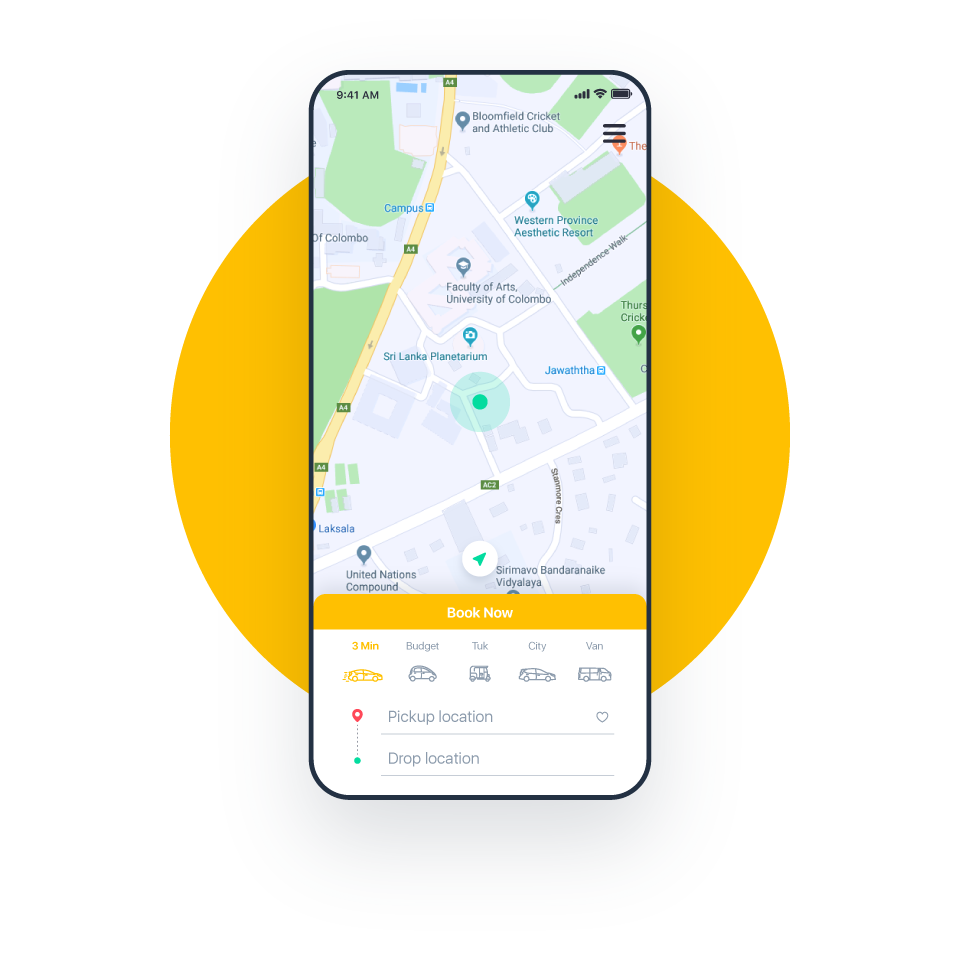 A4
9:41 AM
Bloomfield Cricket
and Athletic Club
The
Campus
Western Province
Aesthetic Resort
Of Colombo
A4
Independence Walk
Faculty of Arts,
University of Colombo
Thurs
Cricke
Sri Lanka Planetarium
Jawaththa
C
A4
A4
AC2
Stanmore Cres
Laksala
United Nations
Compound
Sirimavo Bandaranaike
Vidyalaya
Book Now
3 Min
Budget
Tuk
City
Van
Pickup location
Drop location